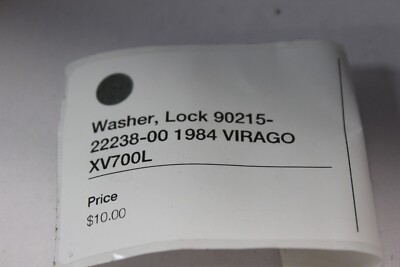 Washer, Lock 90215-
22238-00 1984 VIRAGO
XV700L
Price
$10.00